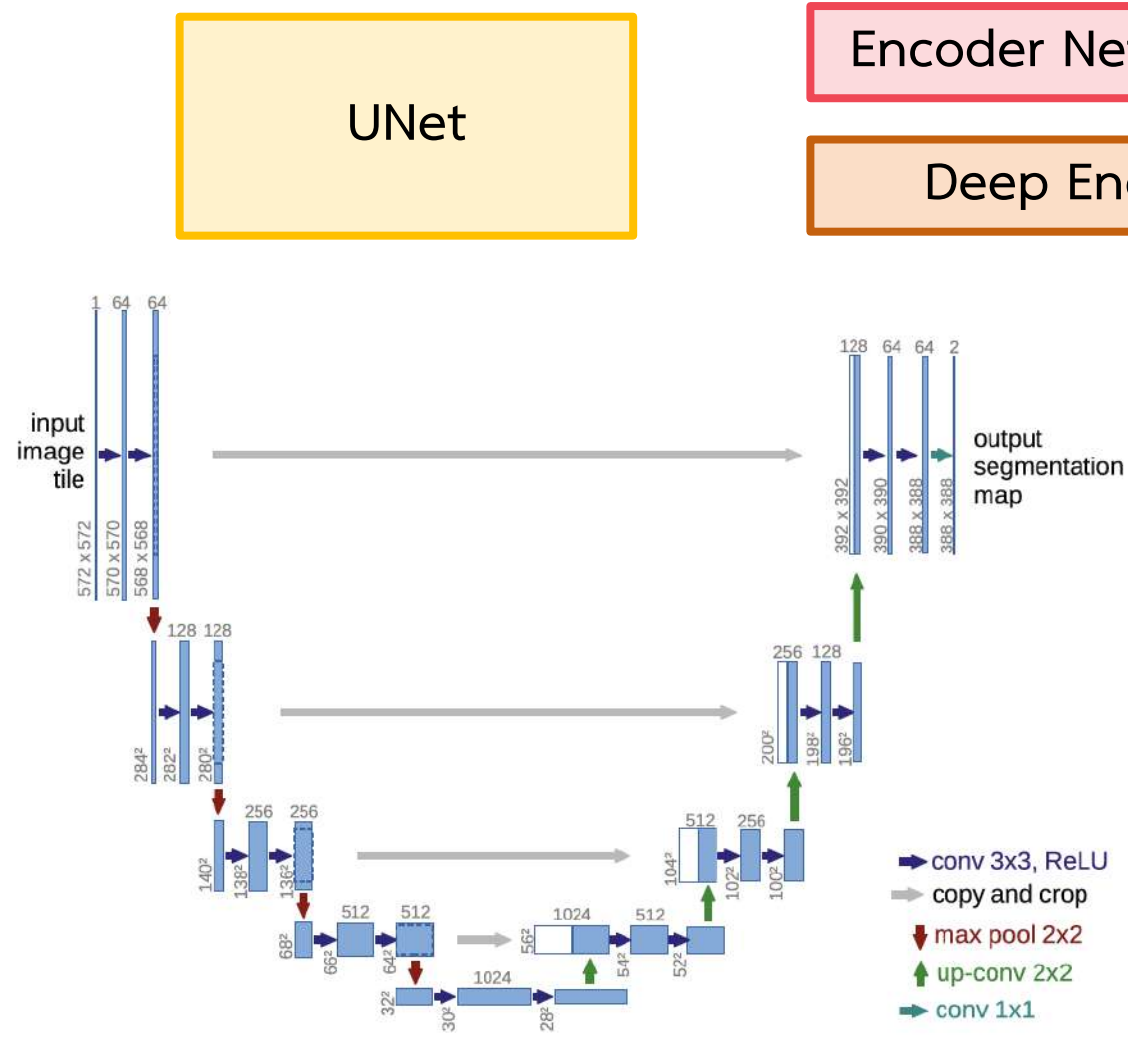 UNet
Encoder Ne
Deep En
1 64 64
128 64 64 2
input
image
tile
output
segmentation
map
572 x 572
570 x 570
568 x 568
392 x 392
390 x 390
388 x 388
388 x 388
128 128
256 128
284²
282²
280²
200²
198²
196²
256 256
512 256
140²
138²
136²
104²
102²
100²
512 512
1024 512
68²
66²
64²
56²
54²
52²
1024
32²
30²
28²
conv 3x3, ReLU
copy and crop
max pool 2x2
up-conv 2x2
conv 1x1